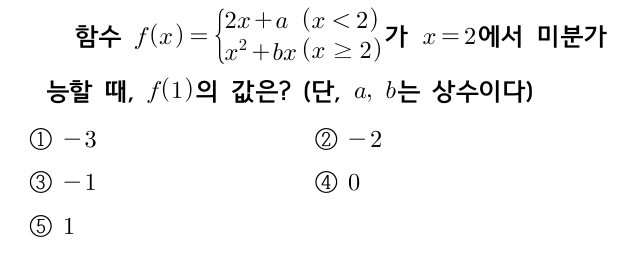 함수 f(x) = { 2x+a (x < 2)
x² + bx (x ≥ 2) 가 x = 2에서 미분가
능할 때, f(1)의 값은? (단, a, b는 상수이다)
① −3 ② −2
③ −1 ④ 0
⑤ 1